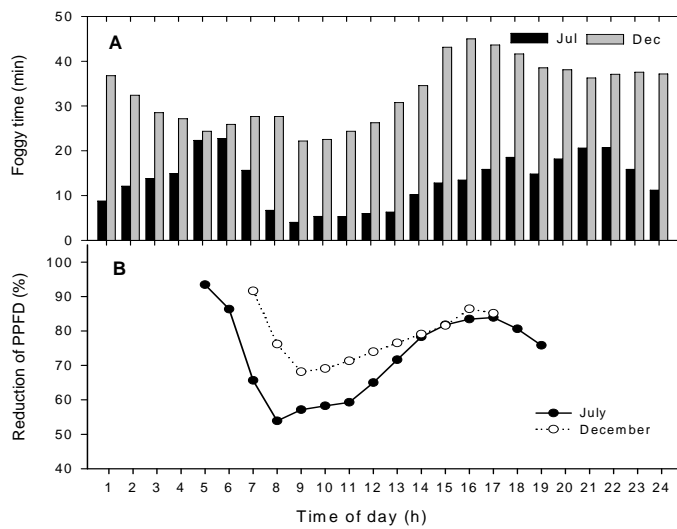 50
A
Jul
Dec
40
30
20
10
0
Foggy time (min)
100
B
90
80
70
60
50
40
Reduction of PPFD (%)
July
December
1 2 3 4 5 6 7 8 9 10 11 12 13 14 15 16 17 18 19 20 21 22 23 24
Time of day (h)